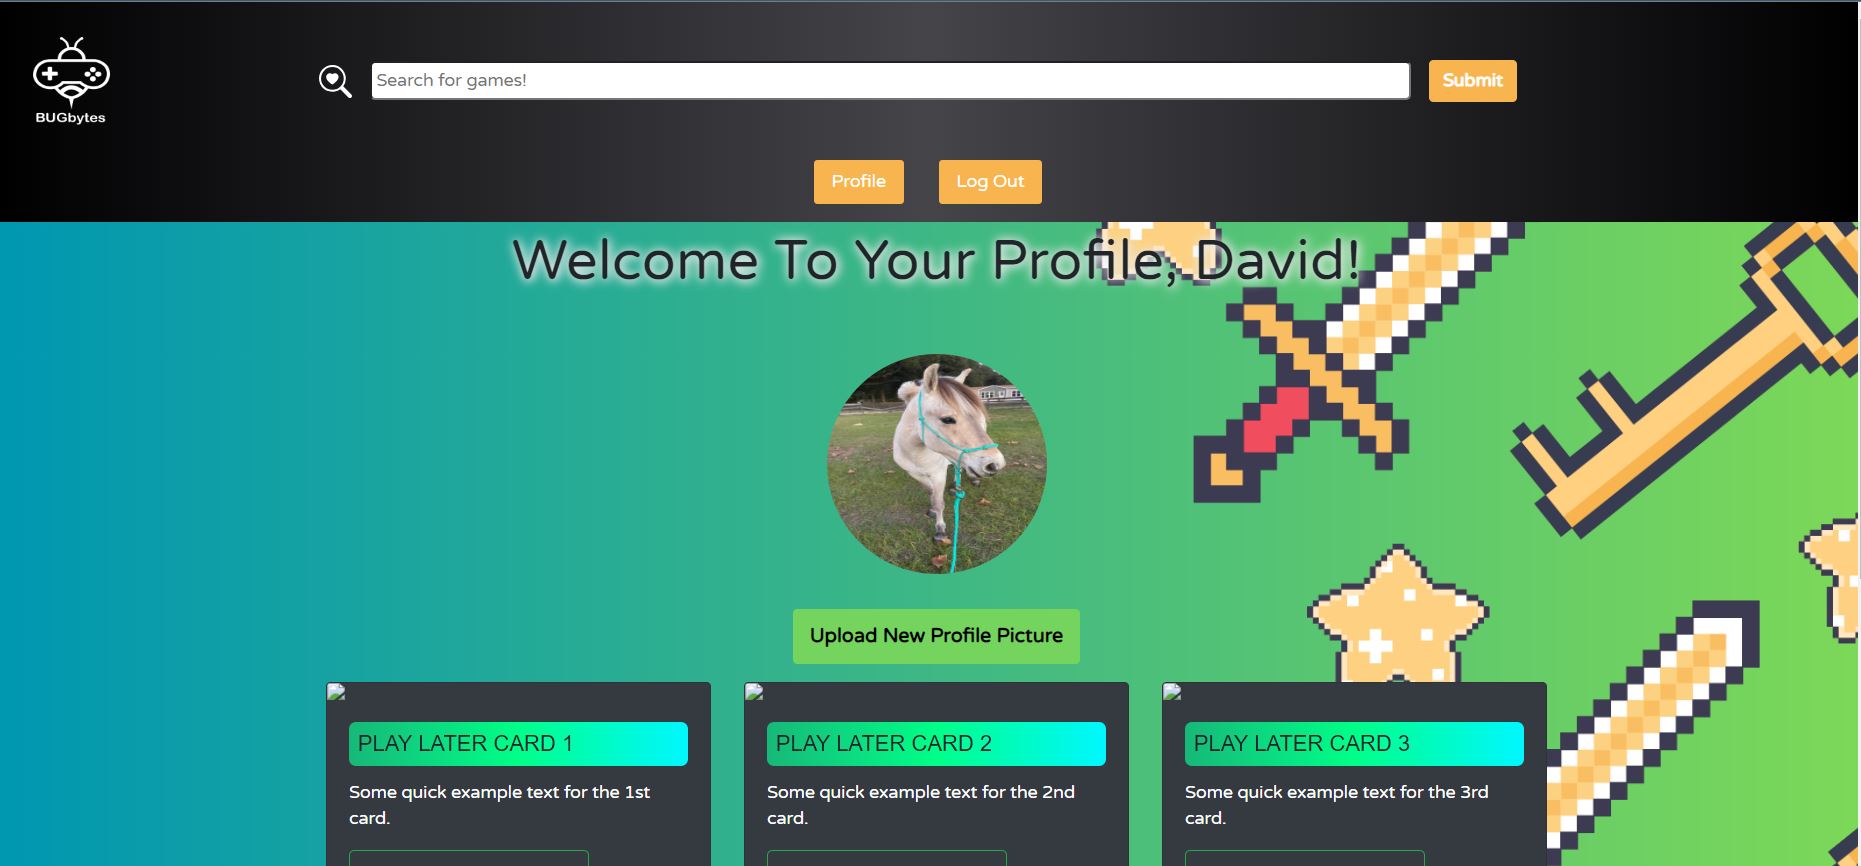 BUGbytes
Search for games!
Submit
Profile
Log Out
Welcome To Your Profile, David!
Upload New Profile Picture
PLAY LATER CARD 1
Some quick example text for the 1st
card.
PLAY LATER CARD 2
Some quick example text for the 2nd
card.
PLAY LATER CARD 3
Some quick example text for the 3rd
card.